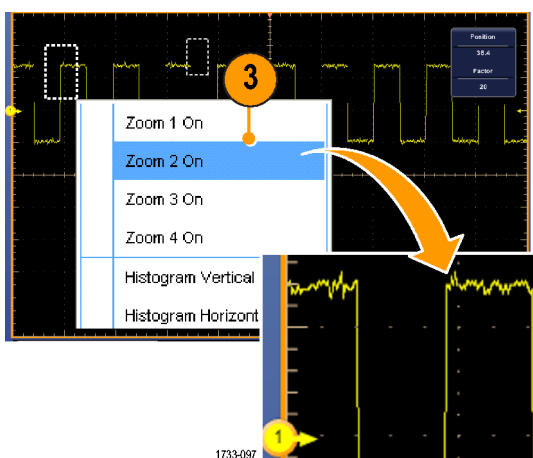 Position
38.4
Factor
20
3
Zoom 1 On
Zoom 2 On
Zoom 3 On
Zoom 4 On
Histogram Vertical
Histogram Horizont
1
1733-097